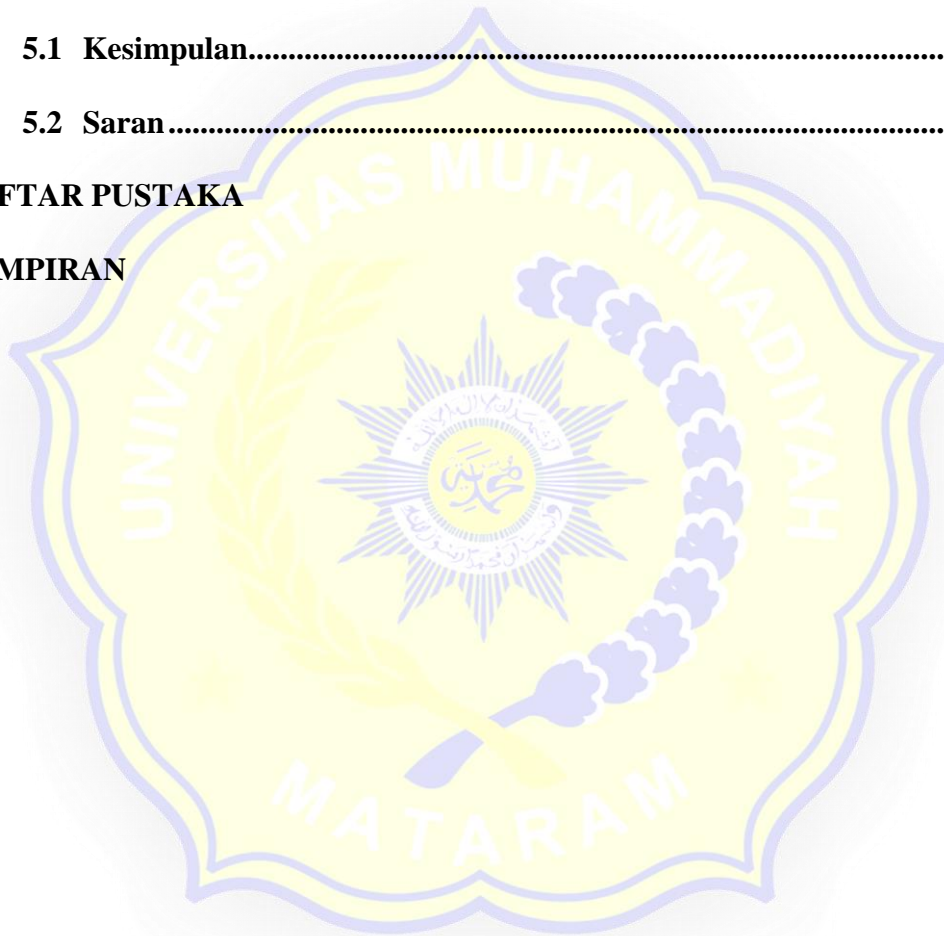 5.1 Kesimpulan........................................................................................
5.2 Saran..................................................................................................
FTAR PUSTAKA
MPIRAN
UNIVERSITAS MUHAMMADIYAH
MATARAM